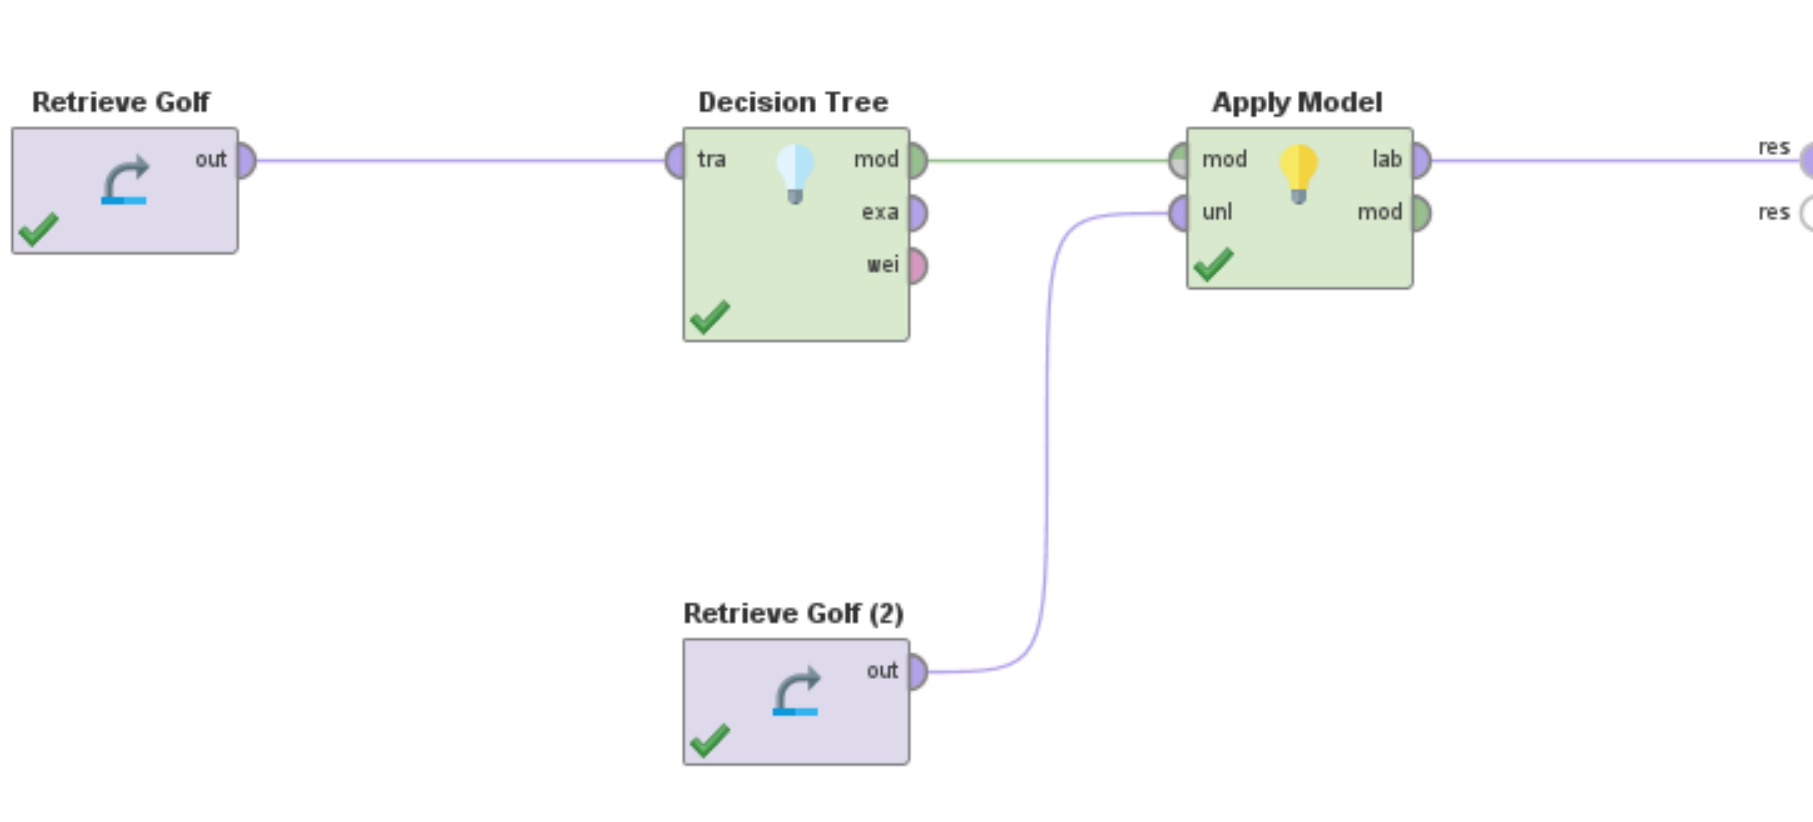 Retrieve Golf
out
Decision Tree
tra
mod
exa
wei
Apply Model
mod
unl
lab
mod
res
res
Retrieve Golf (2)
out